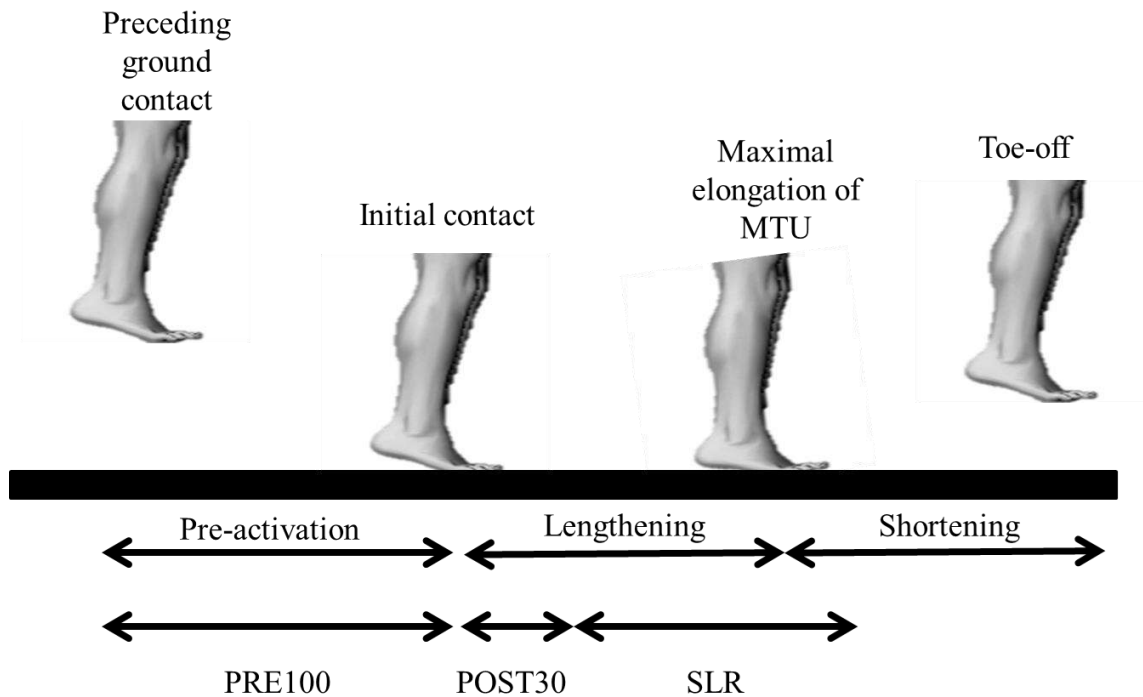 Preceding
ground
contact
Initial contact
Maximal
elongation of
MTU
Toe-off
Pre-activation
Lengthening
Shortening
PRE100
POST30
SLR